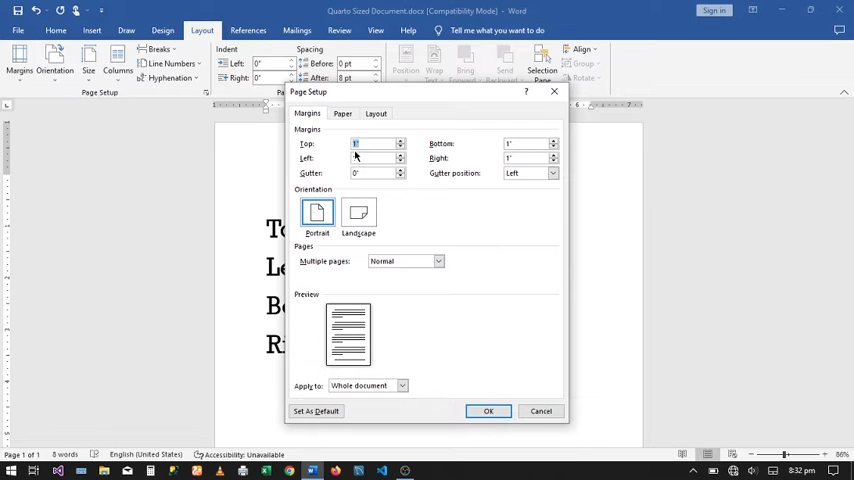 Quarto Sized Document.docx [Compatibility Mode] - Word
Sign in
File Home Insert Draw Design Layout References Mailings Review View Help Tell me what you want to do
Margins Orientation Size Columns
Breaks
Line Numbers
Hyphenation
Page Setup
Indent
Left: 0"
Right: 0"
Spacing
Before: 0 pt
After: 8 pt
Position
Wrap
Bring
Forward
Send
Backward
Selection
Pane
Align
Group
Rotate
Page Setup
Margins Paper Layout
Margins
Top: 1" Bottom: 1"
Left: Right: 1"
Gutter: 0" Gutter position: Left
Orientation
Portrait Landscape
Pages
Multiple pages: Normal
Preview
Apply to: Whole document
Set As Default OK Cancel
To
Le
Bo
Ri
Page 1 of 1 8 words English (United States) Accessibility: Unavailable 86%
8:32 pm